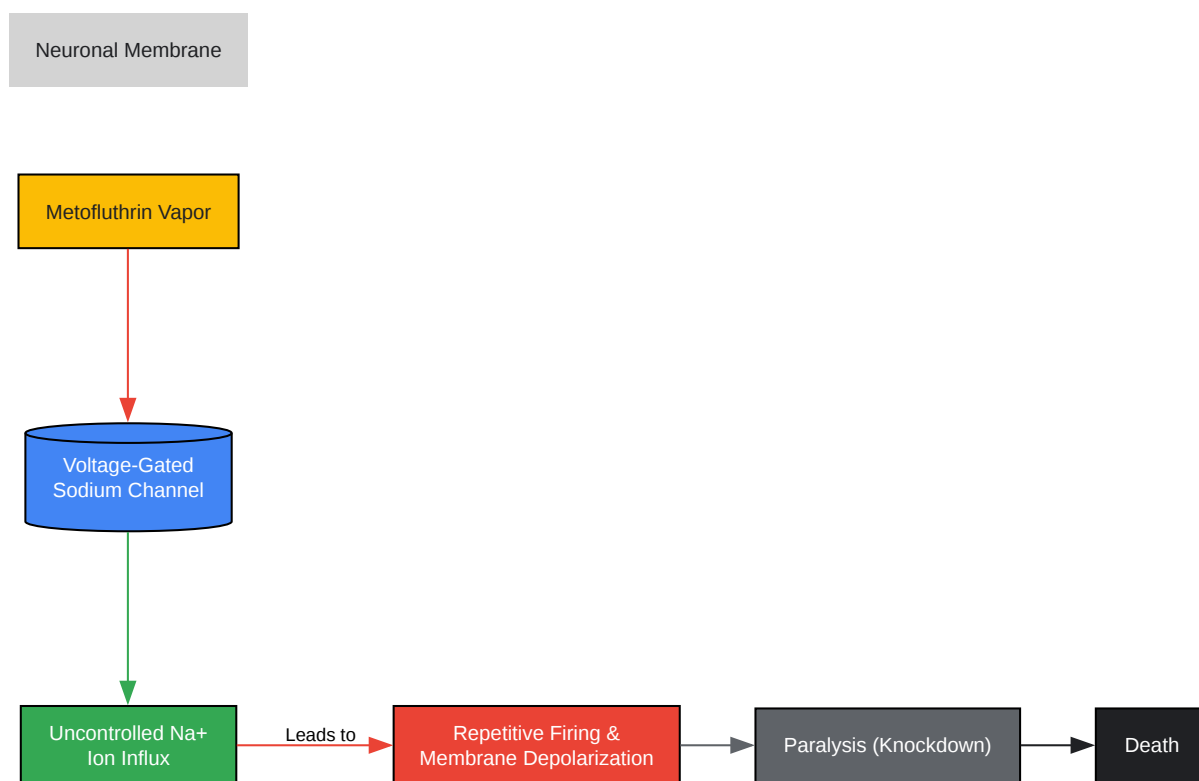 Neuronal Membrane
Metofluthrin Vapor
Voltage-Gated
Sodium Channel
Uncontrolled Na+
Ion Influx
Leads to
Repetitive Firing &
Membrane Depolarization
Paralysis (Knockdown)
Death